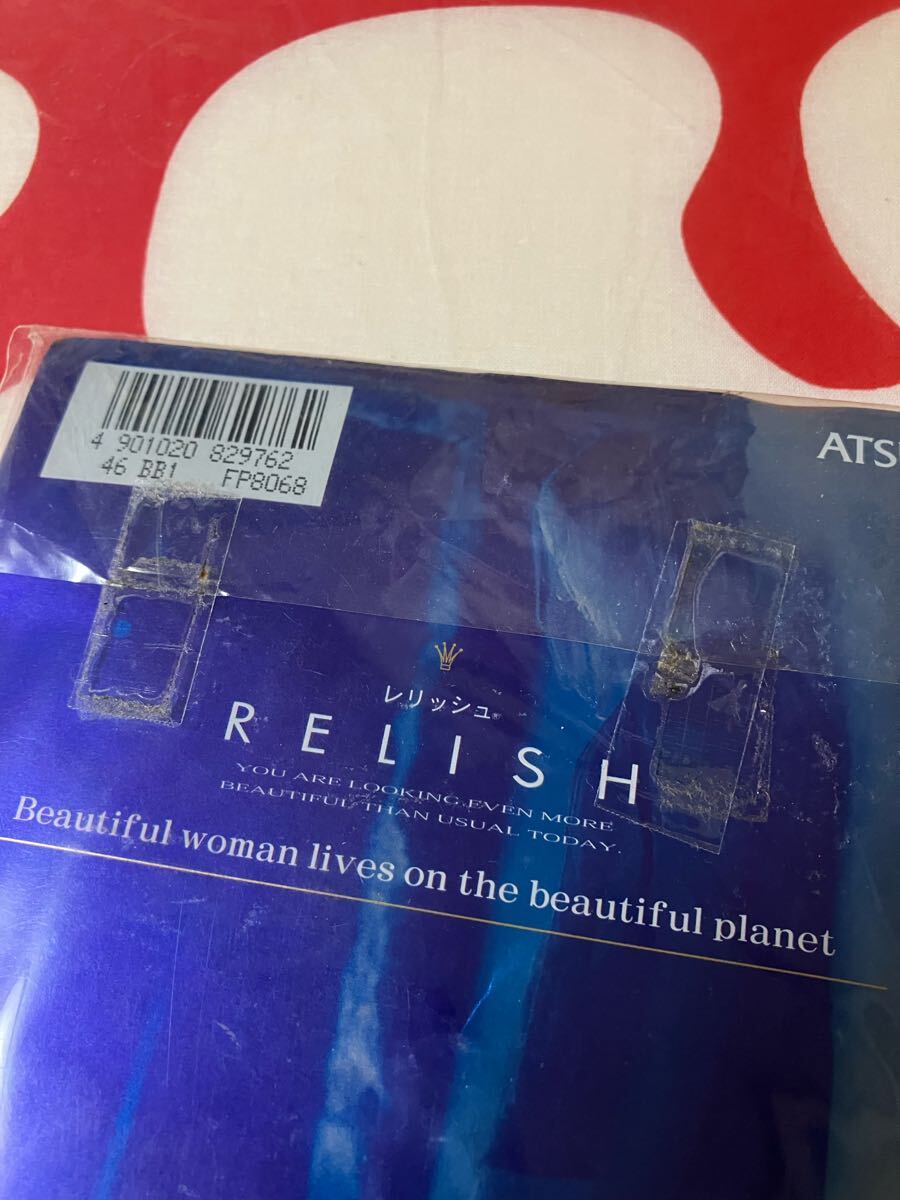 4 901020 829762
46 BB1 FP8068
レリッシュ
RELISH
YOU ARE LOOKING EVEN MORE
BEAUTIFUL THAN USUAL TODAY.
Beautiful woman lives on the beautiful planet